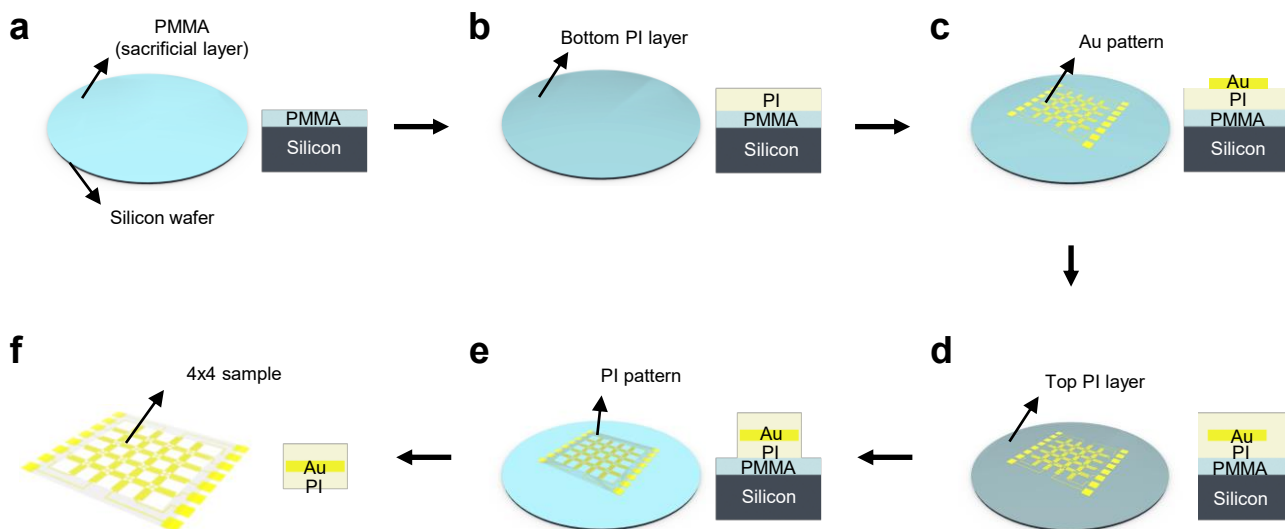 a
PMMA
(sacrificial layer)
PMMA
Silicon
Silicon wafer
b
Bottom PI layer
PI
PMMA
Silicon
c
Au pattern
Au
PI
PMMA
Silicon
f
4x4 sample
Au
PI
e
PI pattern
Au
PI
PMMA
Silicon
d
Top PI layer
Au
PI
PMMA
Silicon